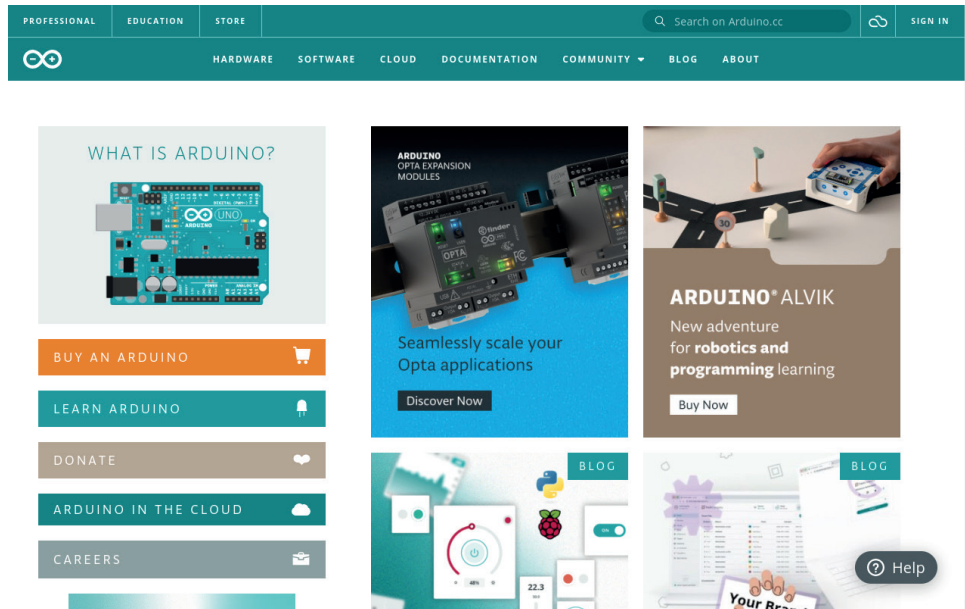 PROFESSIONAL
EDUCATION
STORE
Search on Arduino.cc
SIGN IN
HARDWARE
SOFTWARE
CLOUD
DOCUMENTATION
COMMUNITY
BLOG
ABOUT
WHAT IS ARDUINO?
UNO
ARDUINO
BUY AN ARDUINO
LEARN ARDUINO
DONATE
ARDUINO IN THE CLOUD
CAREERS
ARDUINO
OPTA EXPANSION
MODULES
finder
OPTA
Seamlessly scale your
Opta applications
Discover Now
30
ARDUINO® ALVIK
New adventure
for robotics and
programming learning
Buy Now
BLOG
22.3
BLOG
Help